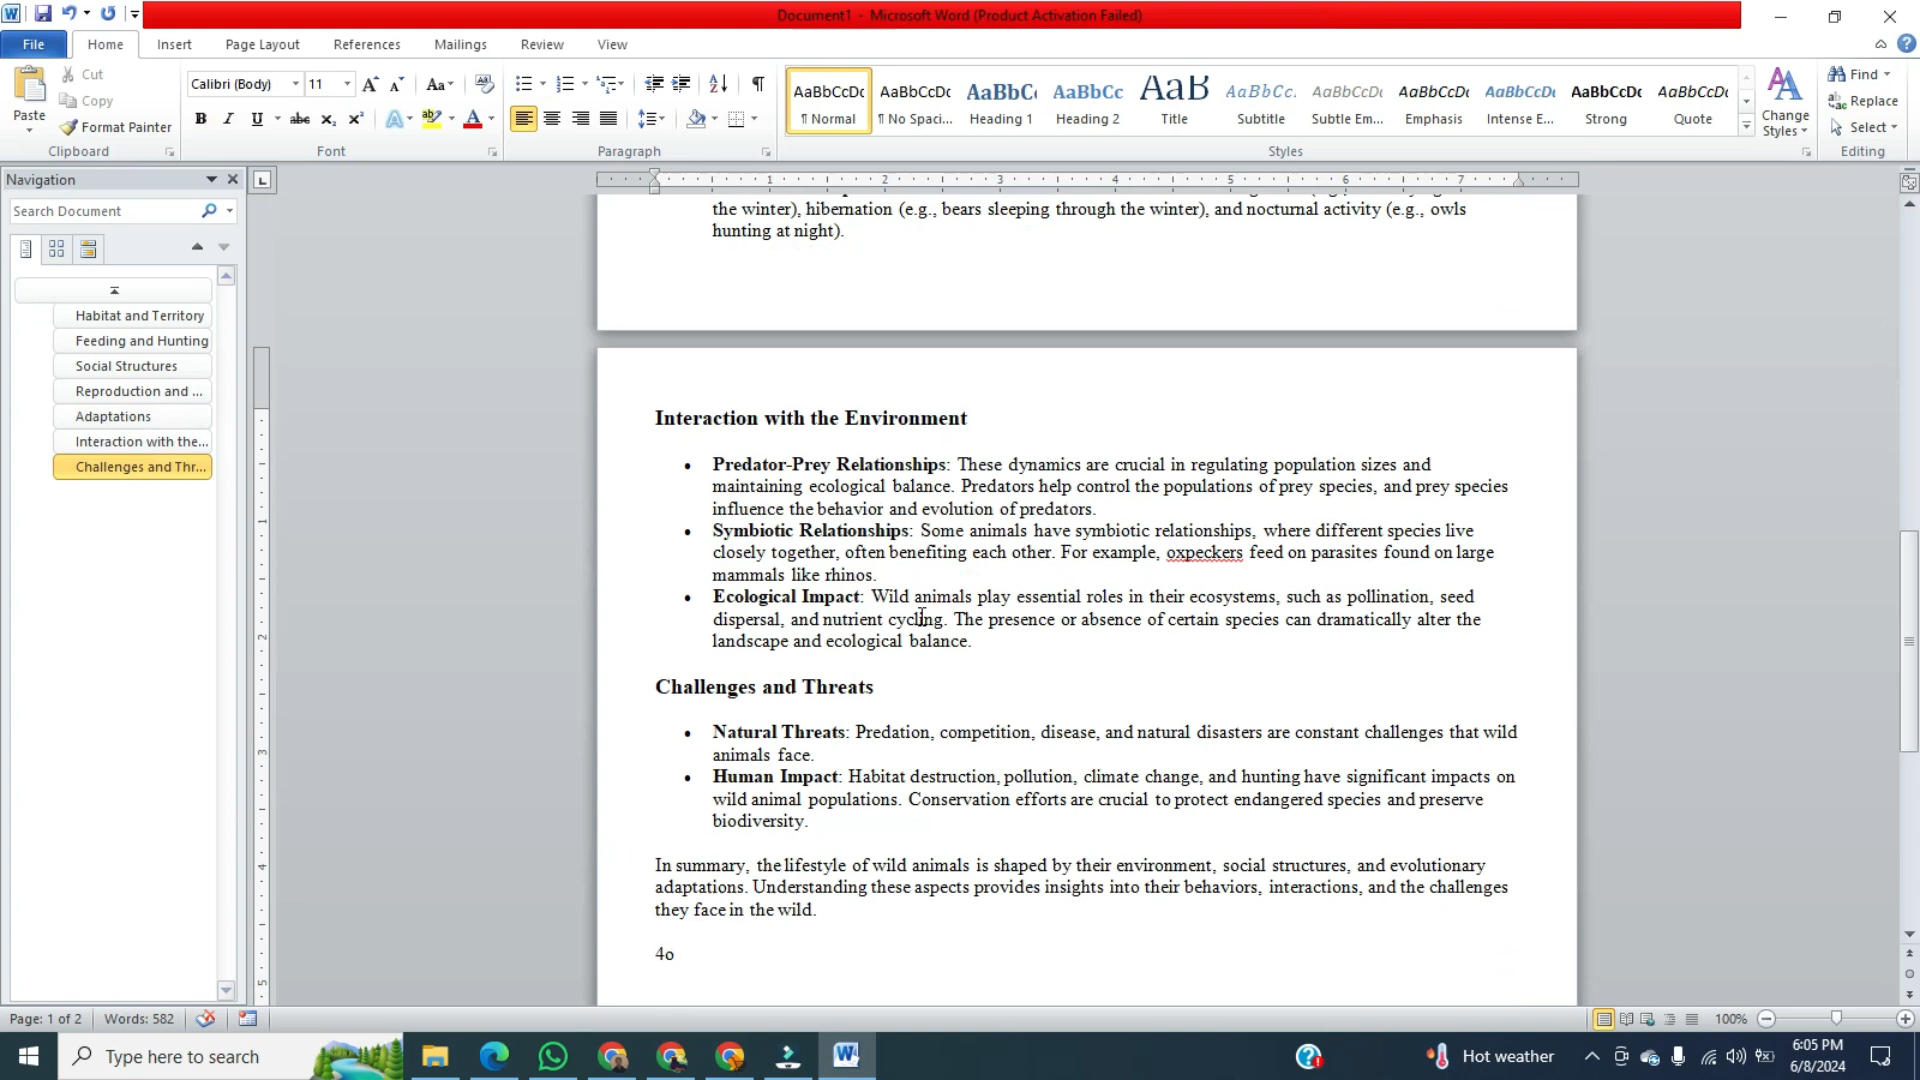 Document1 - Microsoft Word (Product Activation Failed)
File Home Insert Page Layout References Mailings Review View
Paste
Cut
Copy
Format Painter
Clipboard
Calibri (Body) 11
Font
Paragraph
AaBbCcDc AaBbCcDc AaBbC AaBbCc AaB AaBbCc. AaBbCcDc AaBbCcDc AaBbCcDc AaBbCcDc AaBbCcDc
¶ Normal ¶ No Spaci... Heading 1 Heading 2 Title Subtitle Subtle Em... Emphasis Intense E... Strong Quote
Styles
Change Styles
Find
Replace
Select
Editing
Navigation
Search Document
Habitat and Territory
Feeding and Hunting
Social Structures
Reproduction and ...
Adaptations
Interaction with the...
Challenges and Thr...
1 2 3 4 5 6 7
the winter), hibernation (e.g., bears sleeping through the winter), and nocturnal activity (e.g., owls
hunting at night).
Interaction with the Environment
• Predator-Prey Relationships: These dynamics are crucial in regulating population sizes and
maintaining ecological balance. Predators help control the populations of prey species, and prey species
influence the behavior and evolution of predators.
• Symbiotic Relationships: Some animals have symbiotic relationships, where different species live
closely together, often benefiting each other. For example, oxpeckers feed on parasites found on large
mammals like rhinos.
• Ecological Impact: Wild animals play essential roles in their ecosystems, such as pollination, seed
dispersal, and nutrient cycling. The presence or absence of certain species can dramatically alter the
landscape and ecological balance.
Challenges and Threats
• Natural Threats: Predation, competition, disease, and natural disasters are constant challenges that wild
animals face.
• Human Impact: Habitat destruction, pollution, climate change, and hunting have significant impacts on
wild animal populations. Conservation efforts are crucial to protect endangered species and preserve
biodiversity.
In summary, the lifestyle of wild animals is shaped by their environment, social structures, and evolutionary
adaptations. Understanding these aspects provides insights into their behaviors, interactions, and the challenges
they face in the wild.
4o
Page: 1 of 2 Words: 582 100%
Type here to search
Hot weather
6:05 PM
6/8/2024